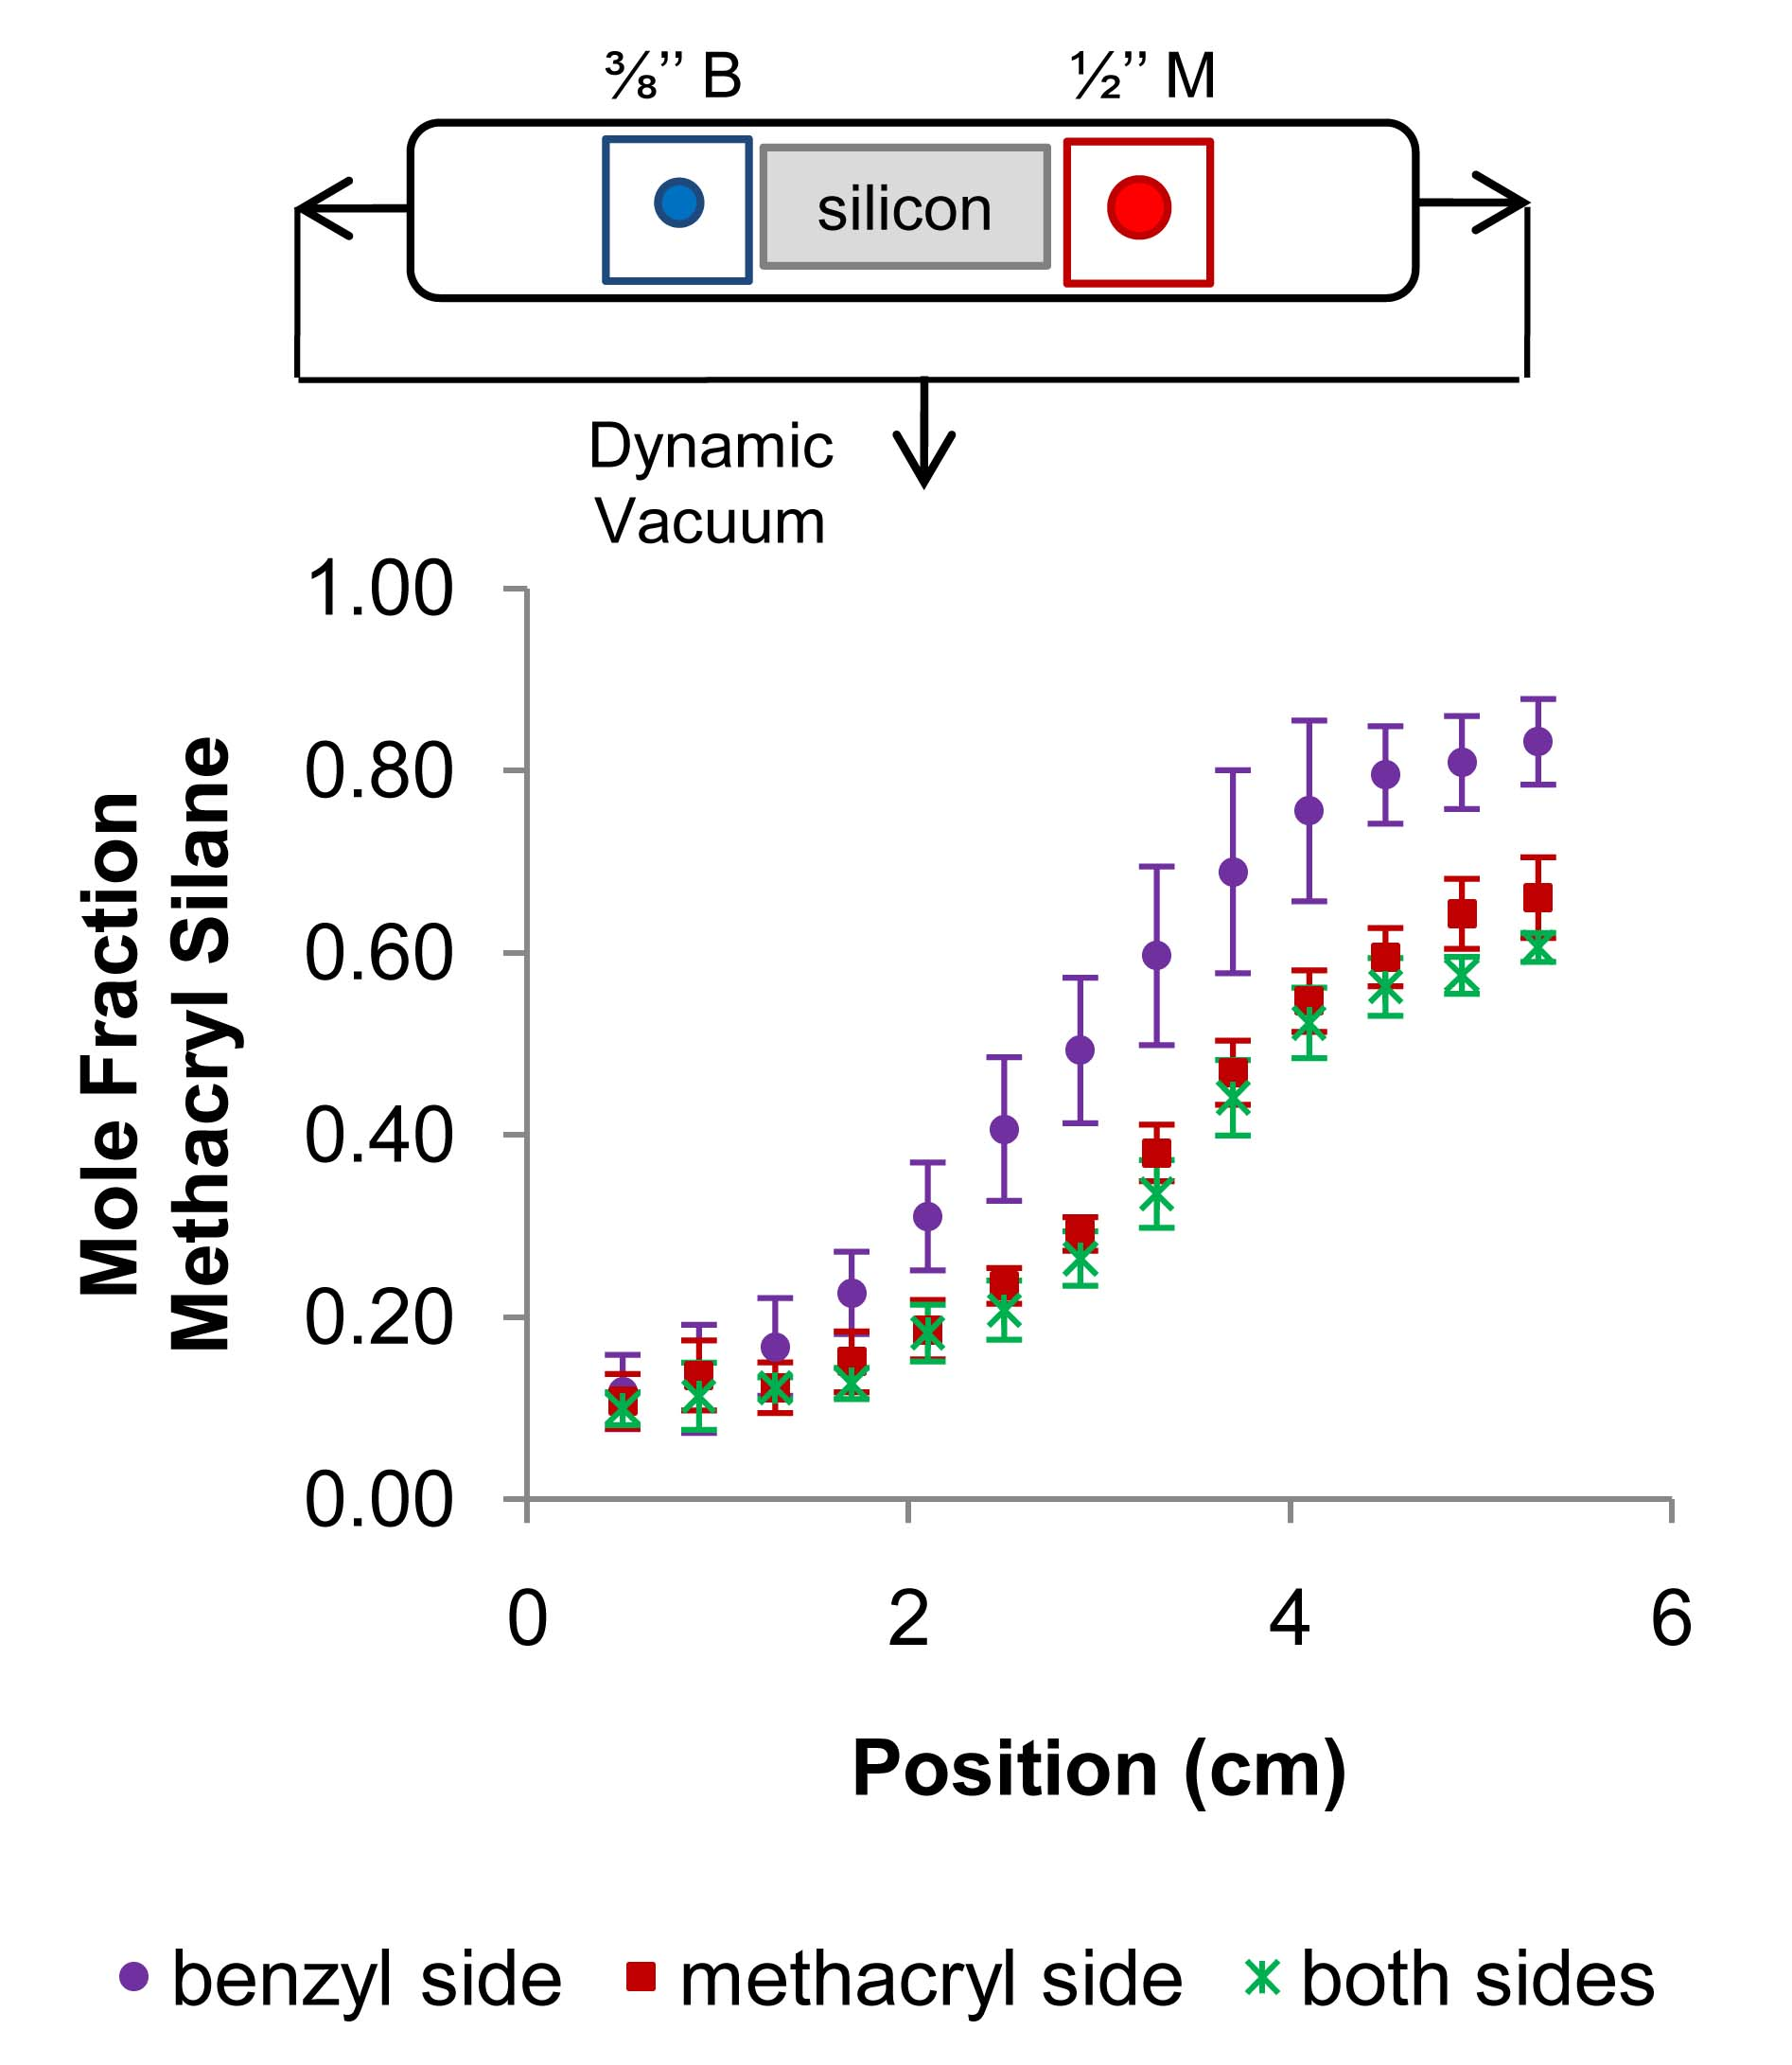 ⅜’’ B
½’’ M
silicon
Dynamic
Vacuum
1.00
0.80
0.60
0.40
0.20
0.00
Mole Fraction
Methacryl Silane
0 2 4 6
Position (cm)
benzyl side methacryl side both sides